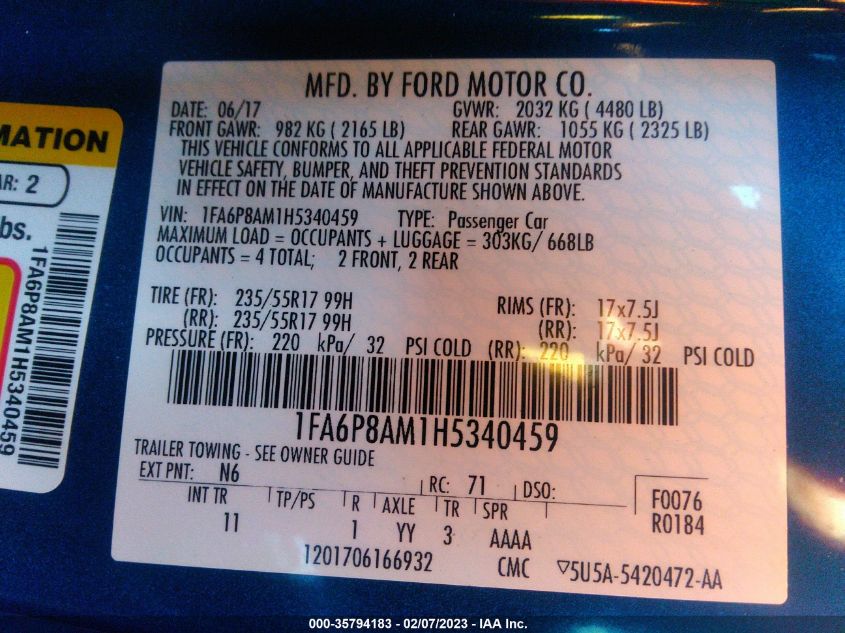 MFD. BY FORD MOTOR CO.
DATE: 06/17 GVWR: 2032 KG ( 4480 LB)
FRONT GAWR: 982 KG ( 2165 LB) REAR GAWR: 1055 KG ( 2325 LB)
THIS VEHICLE CONFORMS TO ALL APPLICABLE FEDERAL MOTOR
VEHICLE SAFETY, BUMPER, AND THEFT PREVENTION STANDARDS
IN EFFECT ON THE DATE OF MANUFACTURE SHOWN ABOVE.
VIN: 1FA6P8AM1H5340459 TYPE: Passenger Car
MAXIMUM LOAD = OCCUPANTS + LUGGAGE = 303KG/ 668LB
OCCUPANTS = 4 TOTAL; 2 FRONT, 2 REAR
TIRE (FR): 235/55R17 99H RIMS (FR): 17x7.5J
(RR): 235/55R17 99H (RR): 17x7.5J
PRESSURE (FR): 220 kPa/ 32 PSI COLD (RR): 220 kPa/ 32 PSI COLD
1FA6P8AM1H5340459
TRAILER TOWING - SEE OWNER GUIDE
EXT PNT: N6 RC: 71 DSO:
INT TR TP/PS R AXLE TR SPR F0076
11 1 YY 3 AAAA R0184
1201706166932 CMC ▽5U5A-5420472-AA
MATION
AR: 2
bs.
1FA6P8AM1H5340459
000-35794183 - 02/07/2023 - IAA Inc.